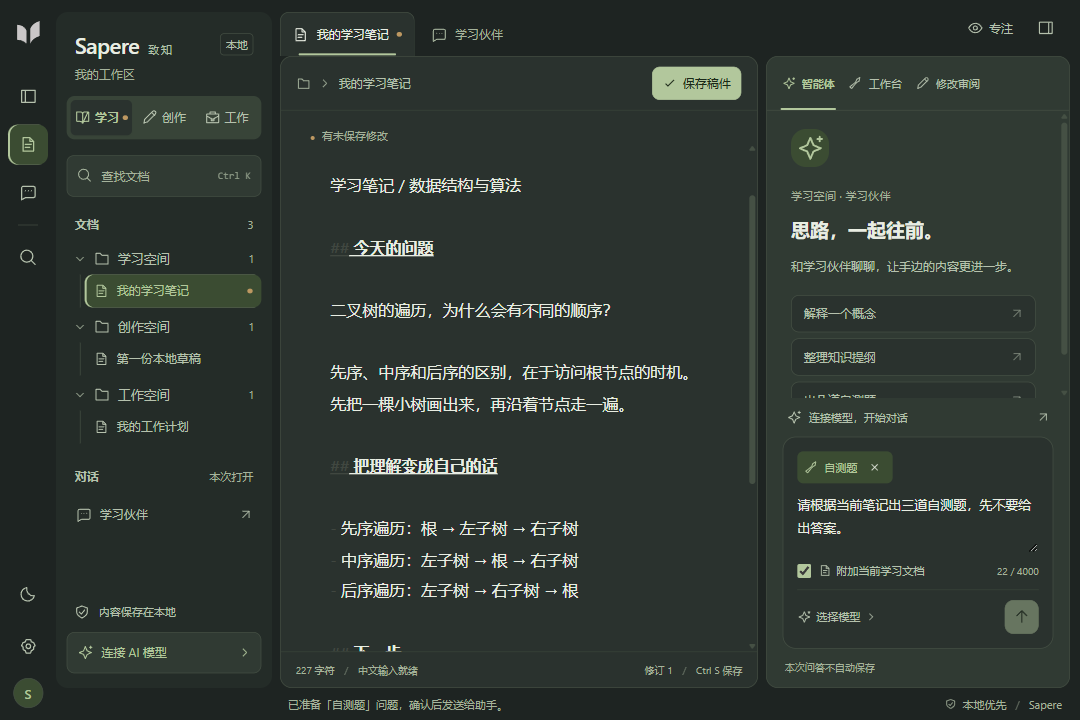 Sapere 致知
本地
我的工作区
学习
创作
工作
查找文档
Ctrl K
文档
3
学习空间
1
我的学习笔记
创作空间
1
第一份本地草稿
工作空间
1
我的工作计划
对话
本次打开
学习伙伴
内容保存在本地
连接 AI 模型
S
我的学习笔记
学习伙伴
专注
我的学习笔记
保存稿件
有未保存修改
学习笔记 / 数据结构与算法
## 今天的问题
二叉树的遍历，为什么会有不同的顺序？
先序、中序和后序的区别，在于访问根节点的时机。
先把一棵小树画出来，再沿着节点走一遍。
## 把理解变成自己的话
- 先序遍历：根 → 左子树 → 右子树
- 中序遍历：左子树 → 根 → 右子树
- 后序遍历：左子树 → 右子树 → 根
## 下一步
227 字符 / 中文输入就绪
修订 1 / Ctrl S 保存
已准备「自测题」问题，确认后发送给助手。
智能体
工作台
修改审阅
学习空间 · 学习伙伴
思路，一起往前。
和学习伙伴聊聊，让手边的内容更进一步。
解释一个概念
整理知识提纲
出几道自测题
连接模型，开始对话
自测题
请根据当前笔记出三道自测题，先不要给
出答案。
附加当前学习文档
22 / 4000
选择模型
本次问答不自动保存
本地优先 / Sapere